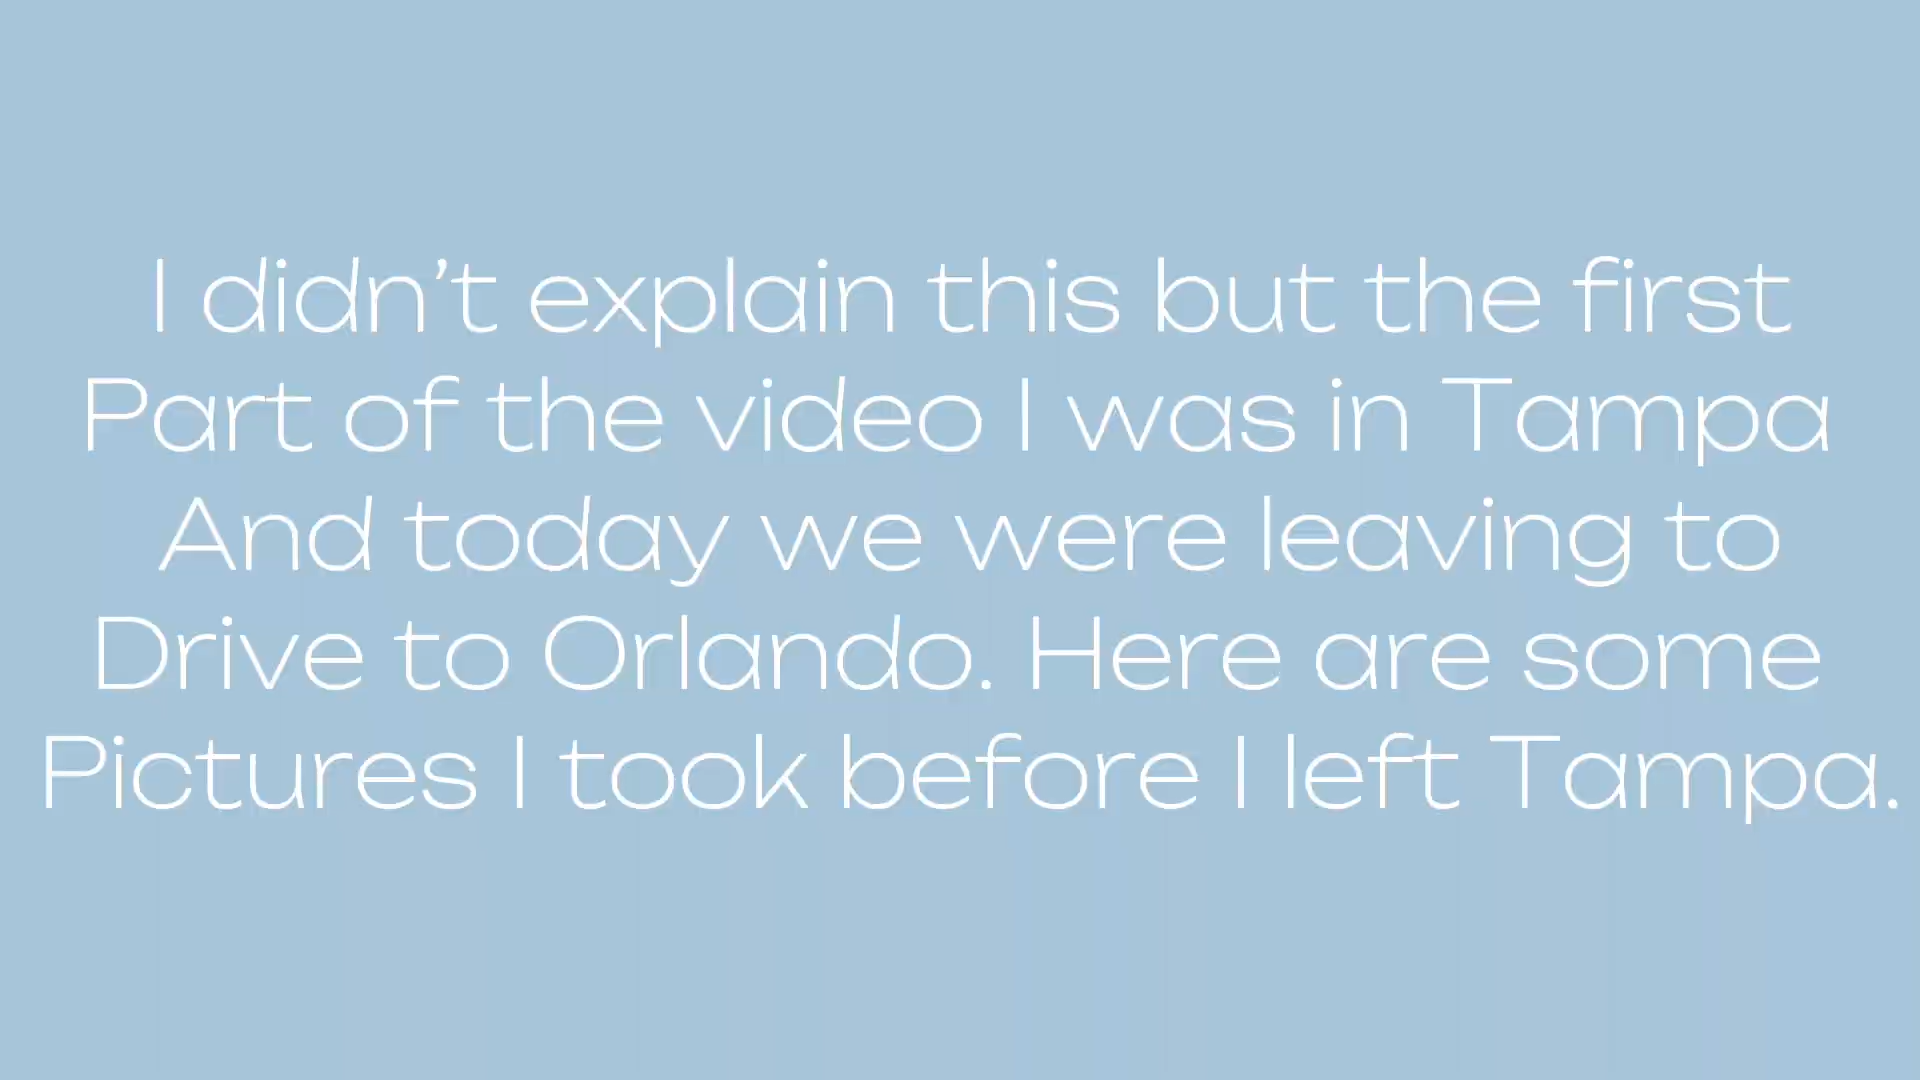 I didn’t explain this but the first
Part of the video I was in Tampa
And today we were leaving to
Drive to Orlando. Here are some
Pictures I took before I left Tampa.